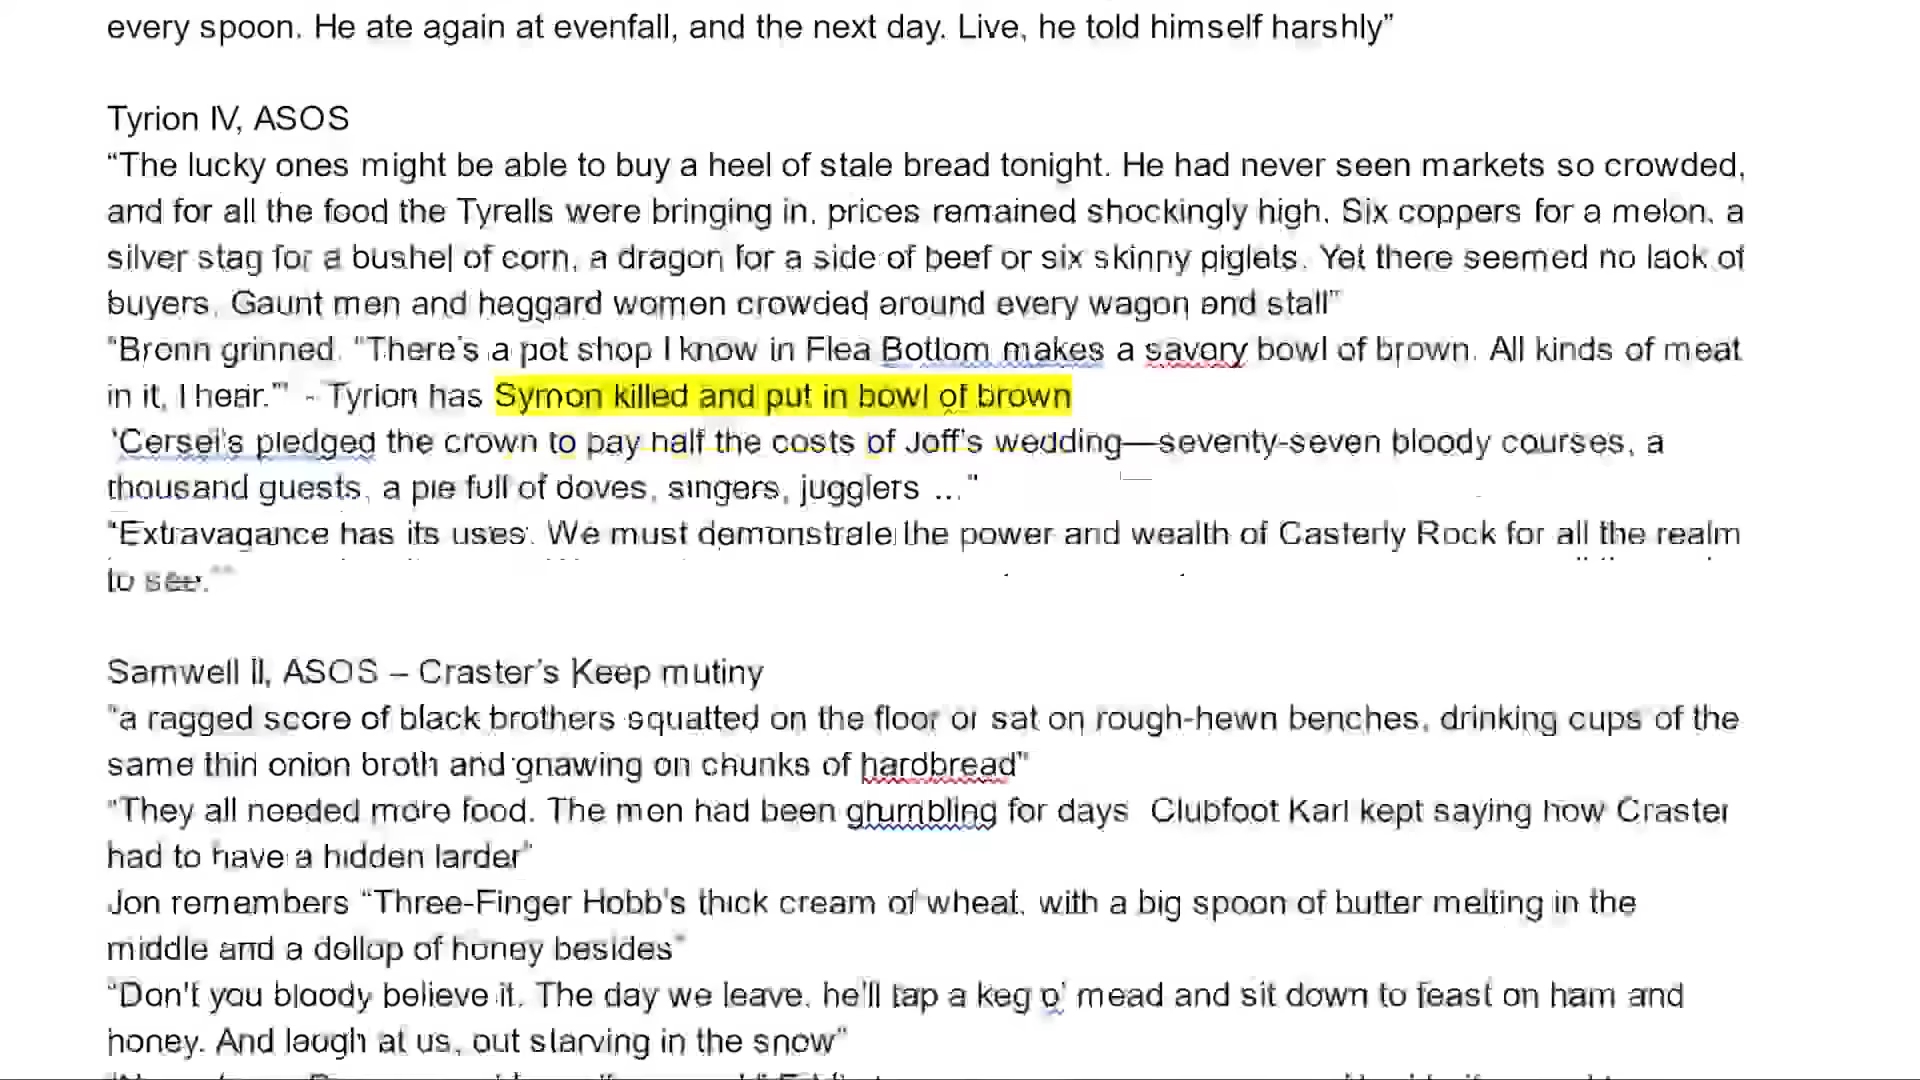 every spoon. He ate again at evenfall, and the next day. Live, he told himself harshly”
Tyrion IV, ASOS
“The lucky ones might be able to buy a heel of stale bread tonight. He had never seen markets so crowded,
and for all the food the Tyrells were bringing in, prices remained shockingly high. Six coppers for a melon, a
silver stag for a bushel of corn, a dragon for a side of beef or six skinny piglets. Yet there seemed no lack of
buyers. Gaunt men and haggard women crowded around every wagon and stall”
“Bronn grinned. “There’s a pot shop I know in Flea Bottom makes a savory bowl of brown. All kinds of meat
in it, I hear.”” - Tyrion has Symon killed and put in bowl of brown
“Cersei’s pledged the crown to pay half the costs of Joff’s wedding—seventy-seven bloody courses, a
thousand guests, a pie full of doves, singers, jugglers ...”
“Extravagance has its uses. We must demonstrate the power and wealth of Casterly Rock for all the realm
to see.””
Samwell II, ASOS – Craster’s Keep mutiny
“a ragged score of black brothers squatted on the floor or sat on rough-hewn benches, drinking cups of the
same thin onion broth and gnawing on chunks of hardbread”
“They all needed more food. The men had been grumbling for days. Clubfoot Karl kept saying how Craster
had to have a hidden larder”
Jon remembers “Three-Finger Hobb's thick cream of wheat, with a big spoon of butter melting in the
middle and a dollop of honey besides”
“Don't you bloody believe it. The day we leave, he'll tap a keg o' mead and sit down to feast on ham and
honey. And laugh at us, out starving in the snow”